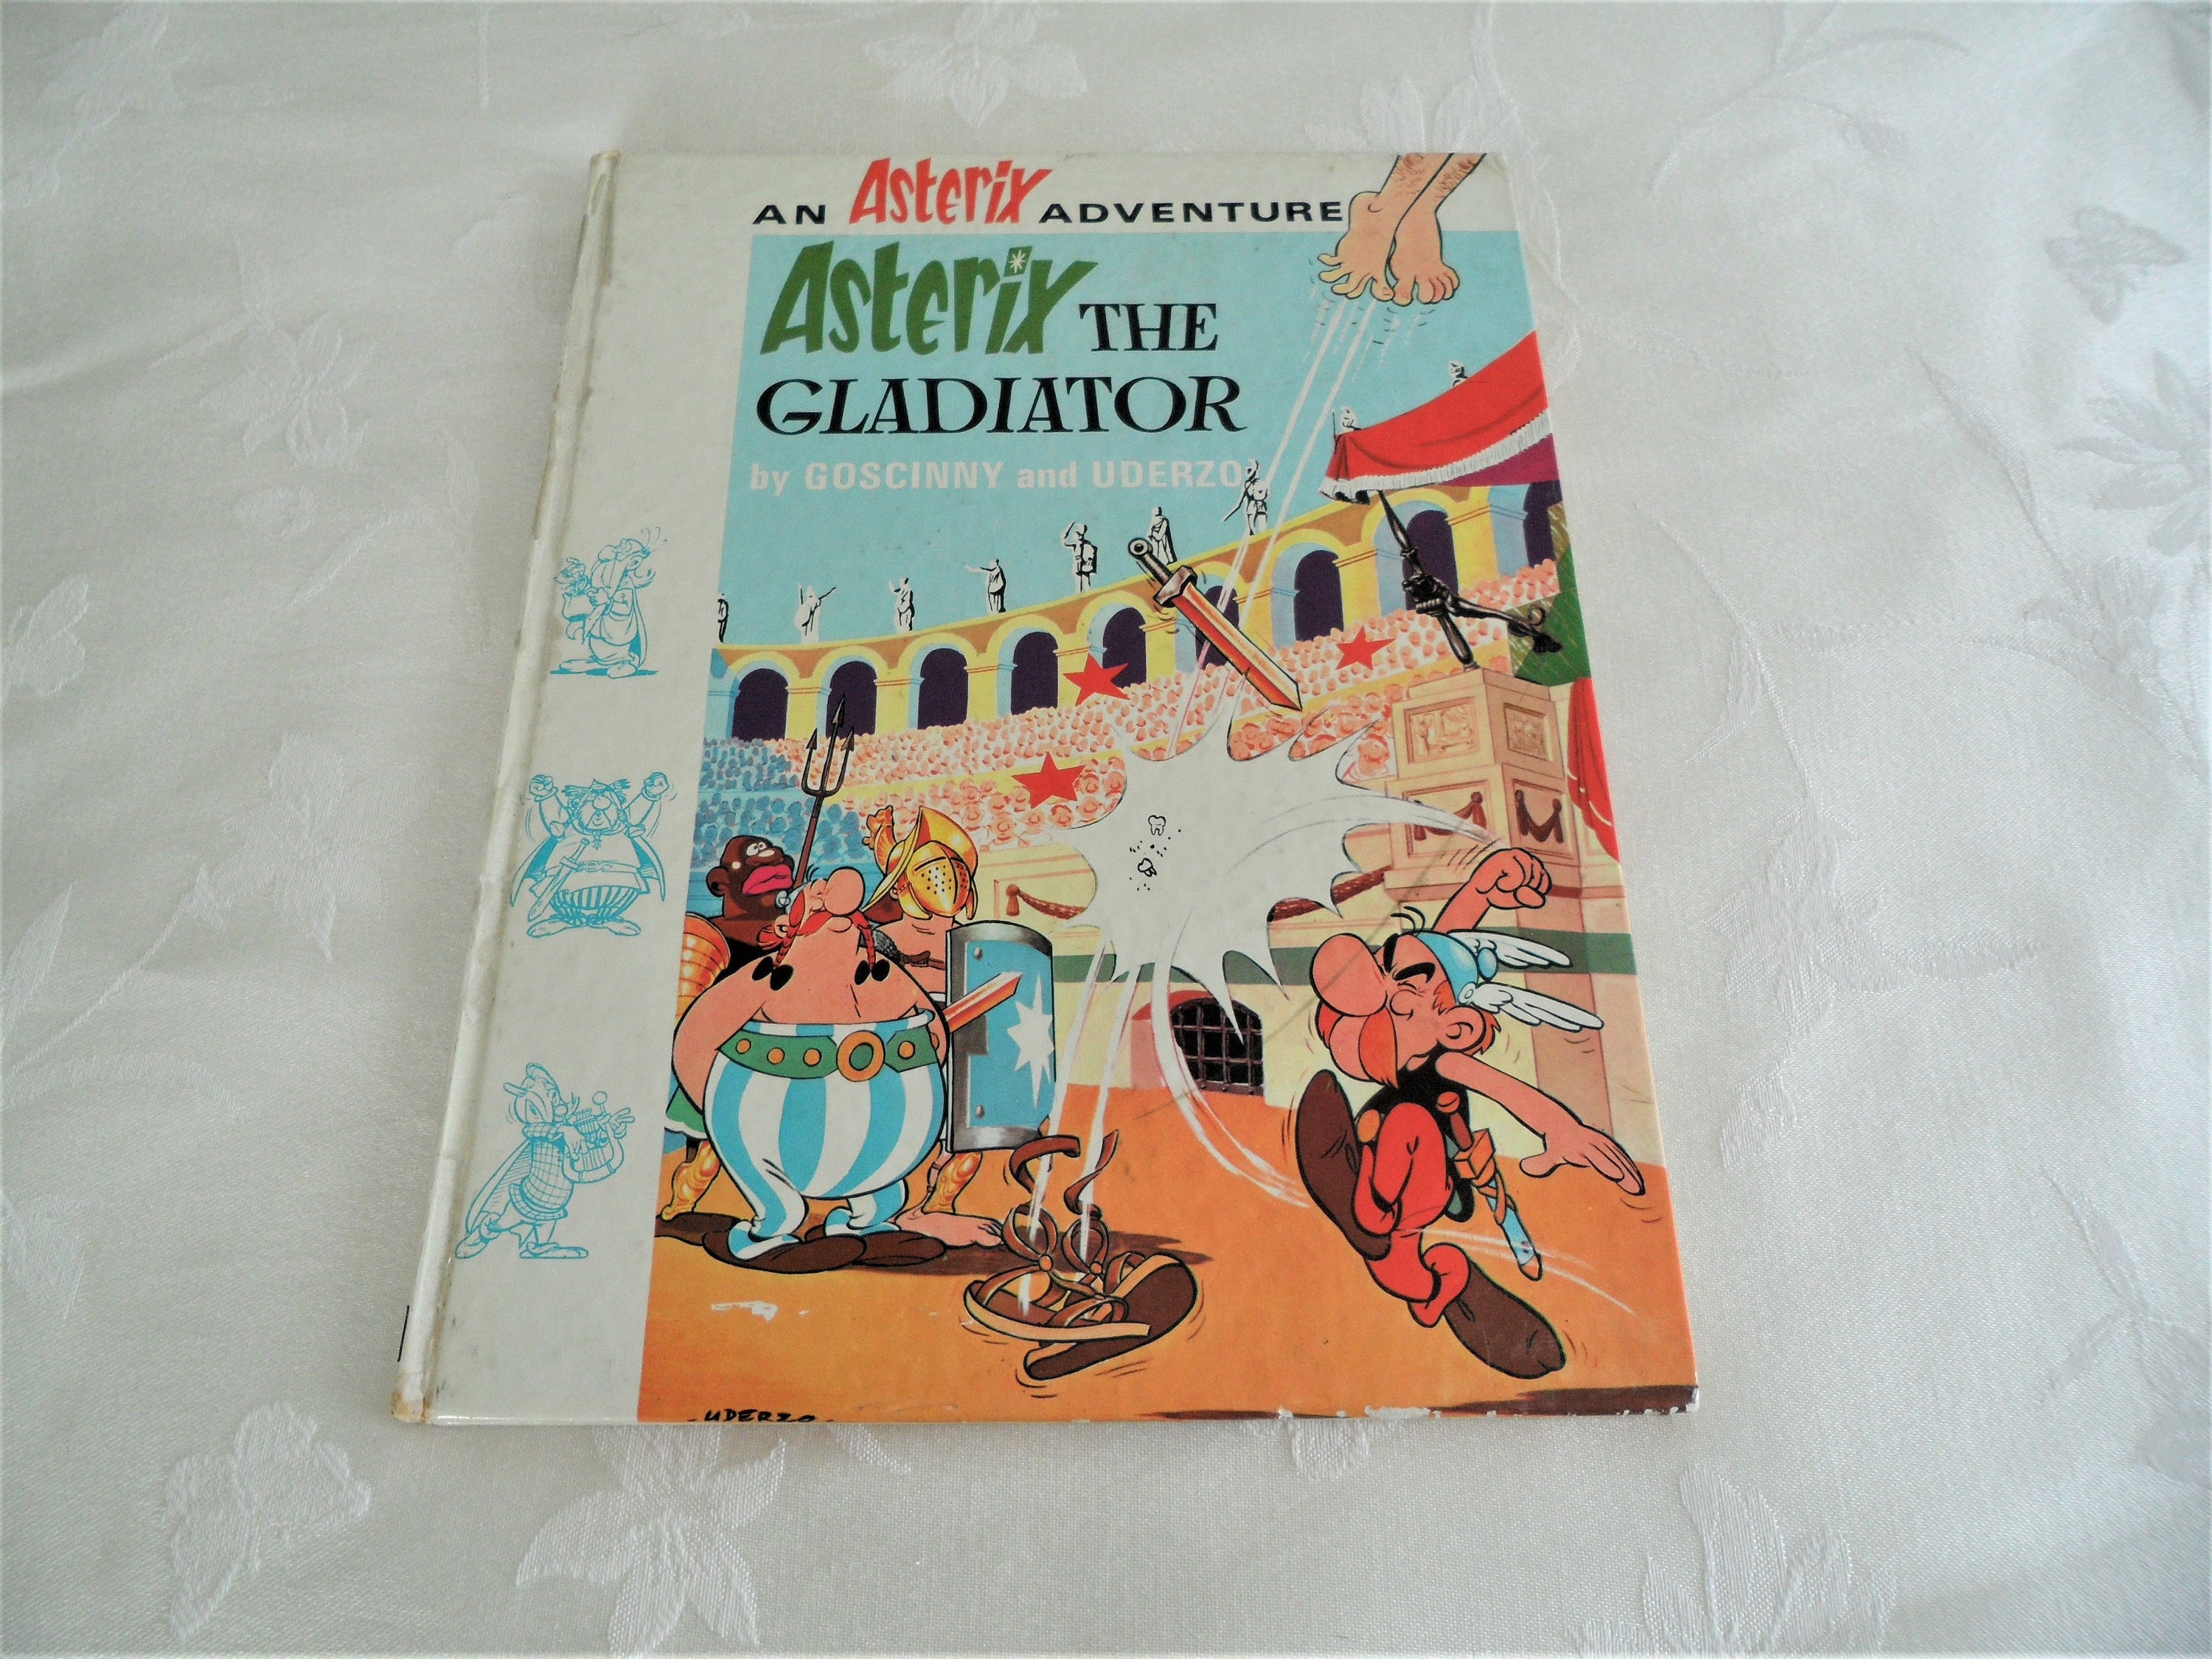 AN Asterix ADVENTURE
Asterix THE
GLADIATOR
by GOSCINNY and UDERZO
-UDERZO-